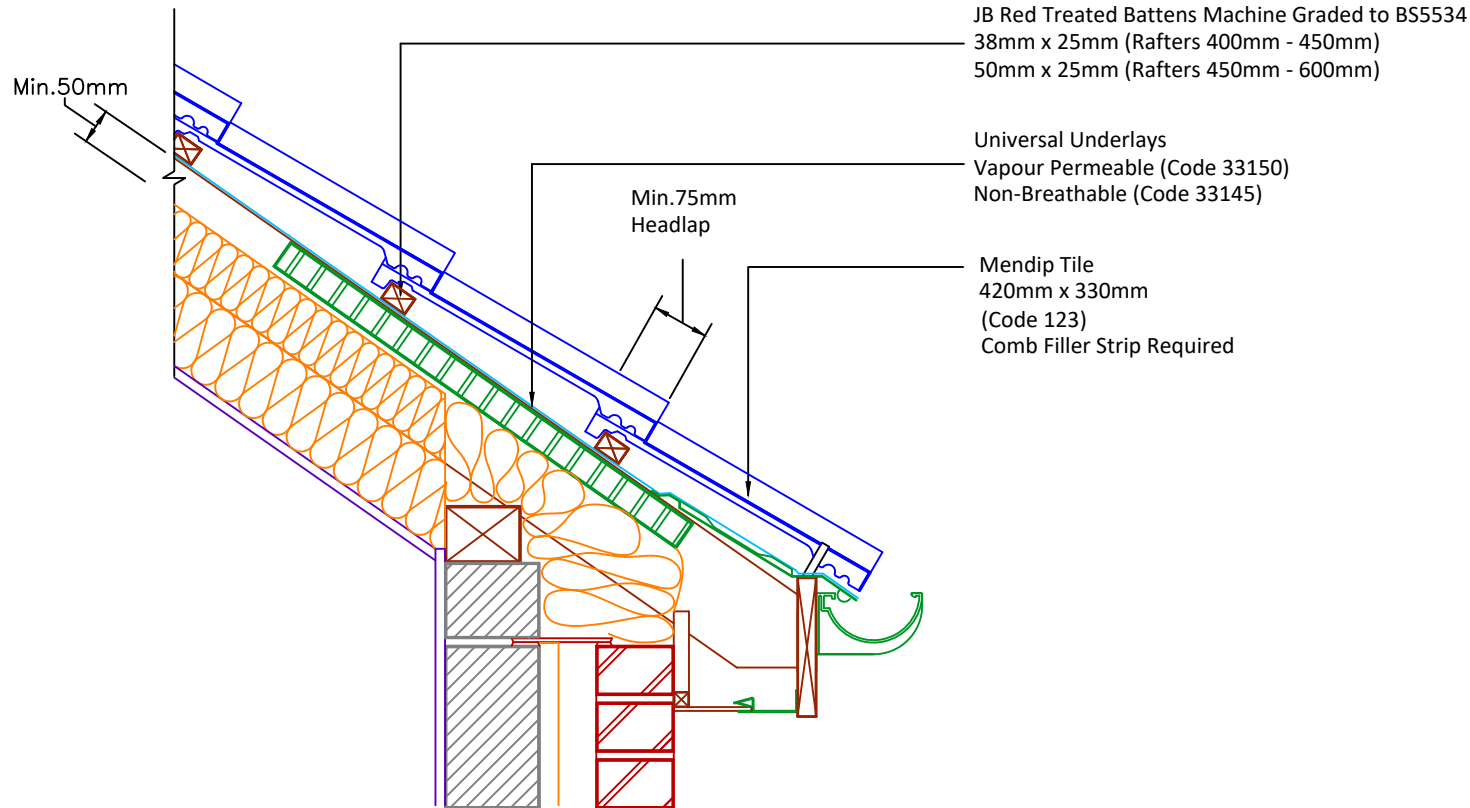 JB Red Treated Battens Machine Graded to BS5534
38mm x 25mm (Rafters 400mm - 450mm)
50mm x 25mm (Rafters 450mm - 600mm)
Min.50mm
Universal Underlays
Vapour Permeable (Code 33150)
Non-Breathable (Code 33145)
Min.75mm
Headlap
Mendip Tile
420mm x 330mm
(Code 123)
Comb Filler Strip Required